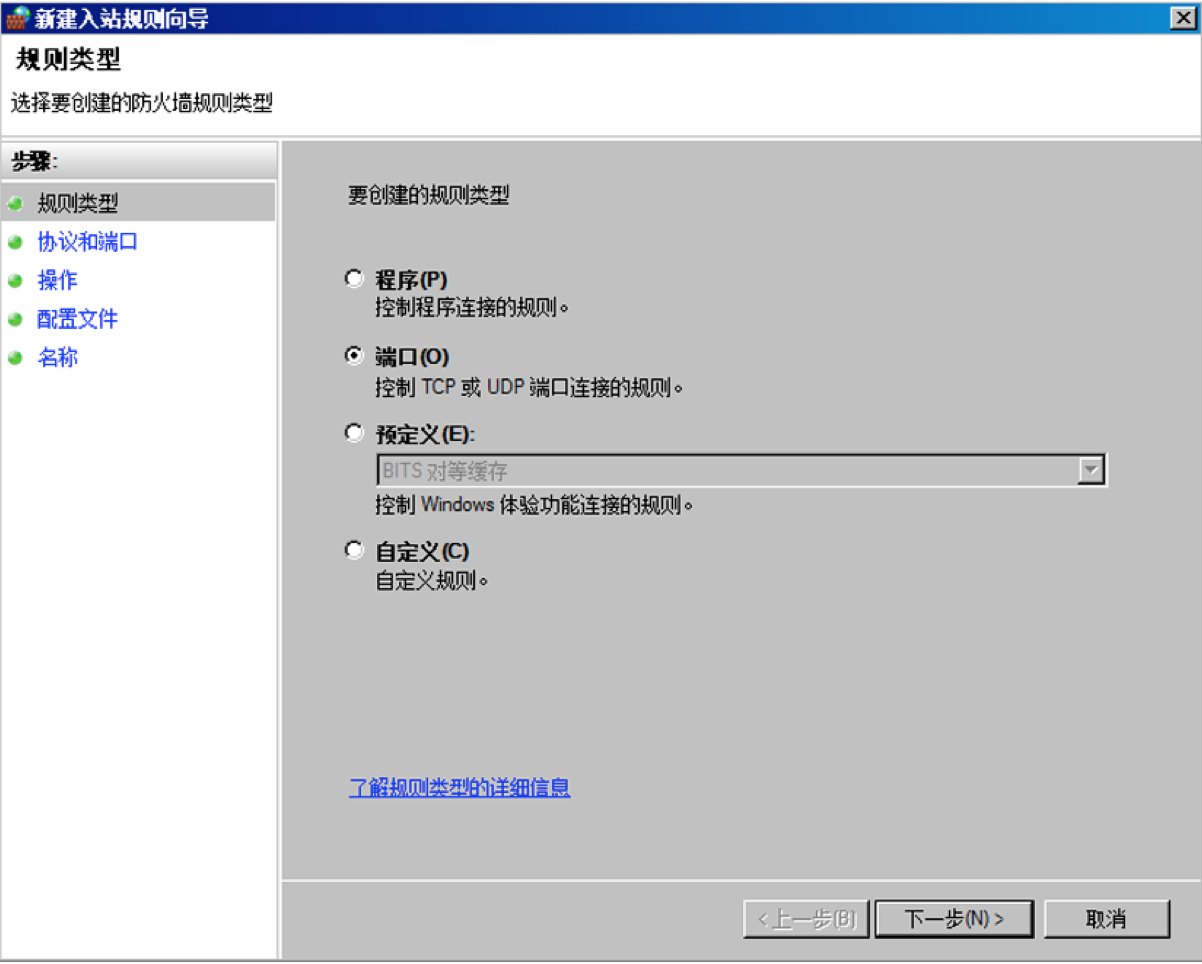 新建入站规则向导
规则类型
选择要创建的防火墙规则类型
步骤:
规则类型
协议和端口
操作
配置文件
名称
要创建的规则类型
程序(P)
控制程序连接的规则。
端口(O)
控制 TCP 或 UDP 端口连接的规则。
预定义(E):
BITS 对等缓存
控制 Windows 体验功能连接的规则。
自定义(C)
自定义规则。
了解规则类型的详细信息
<上一步(B)
下一步(N)>
取消